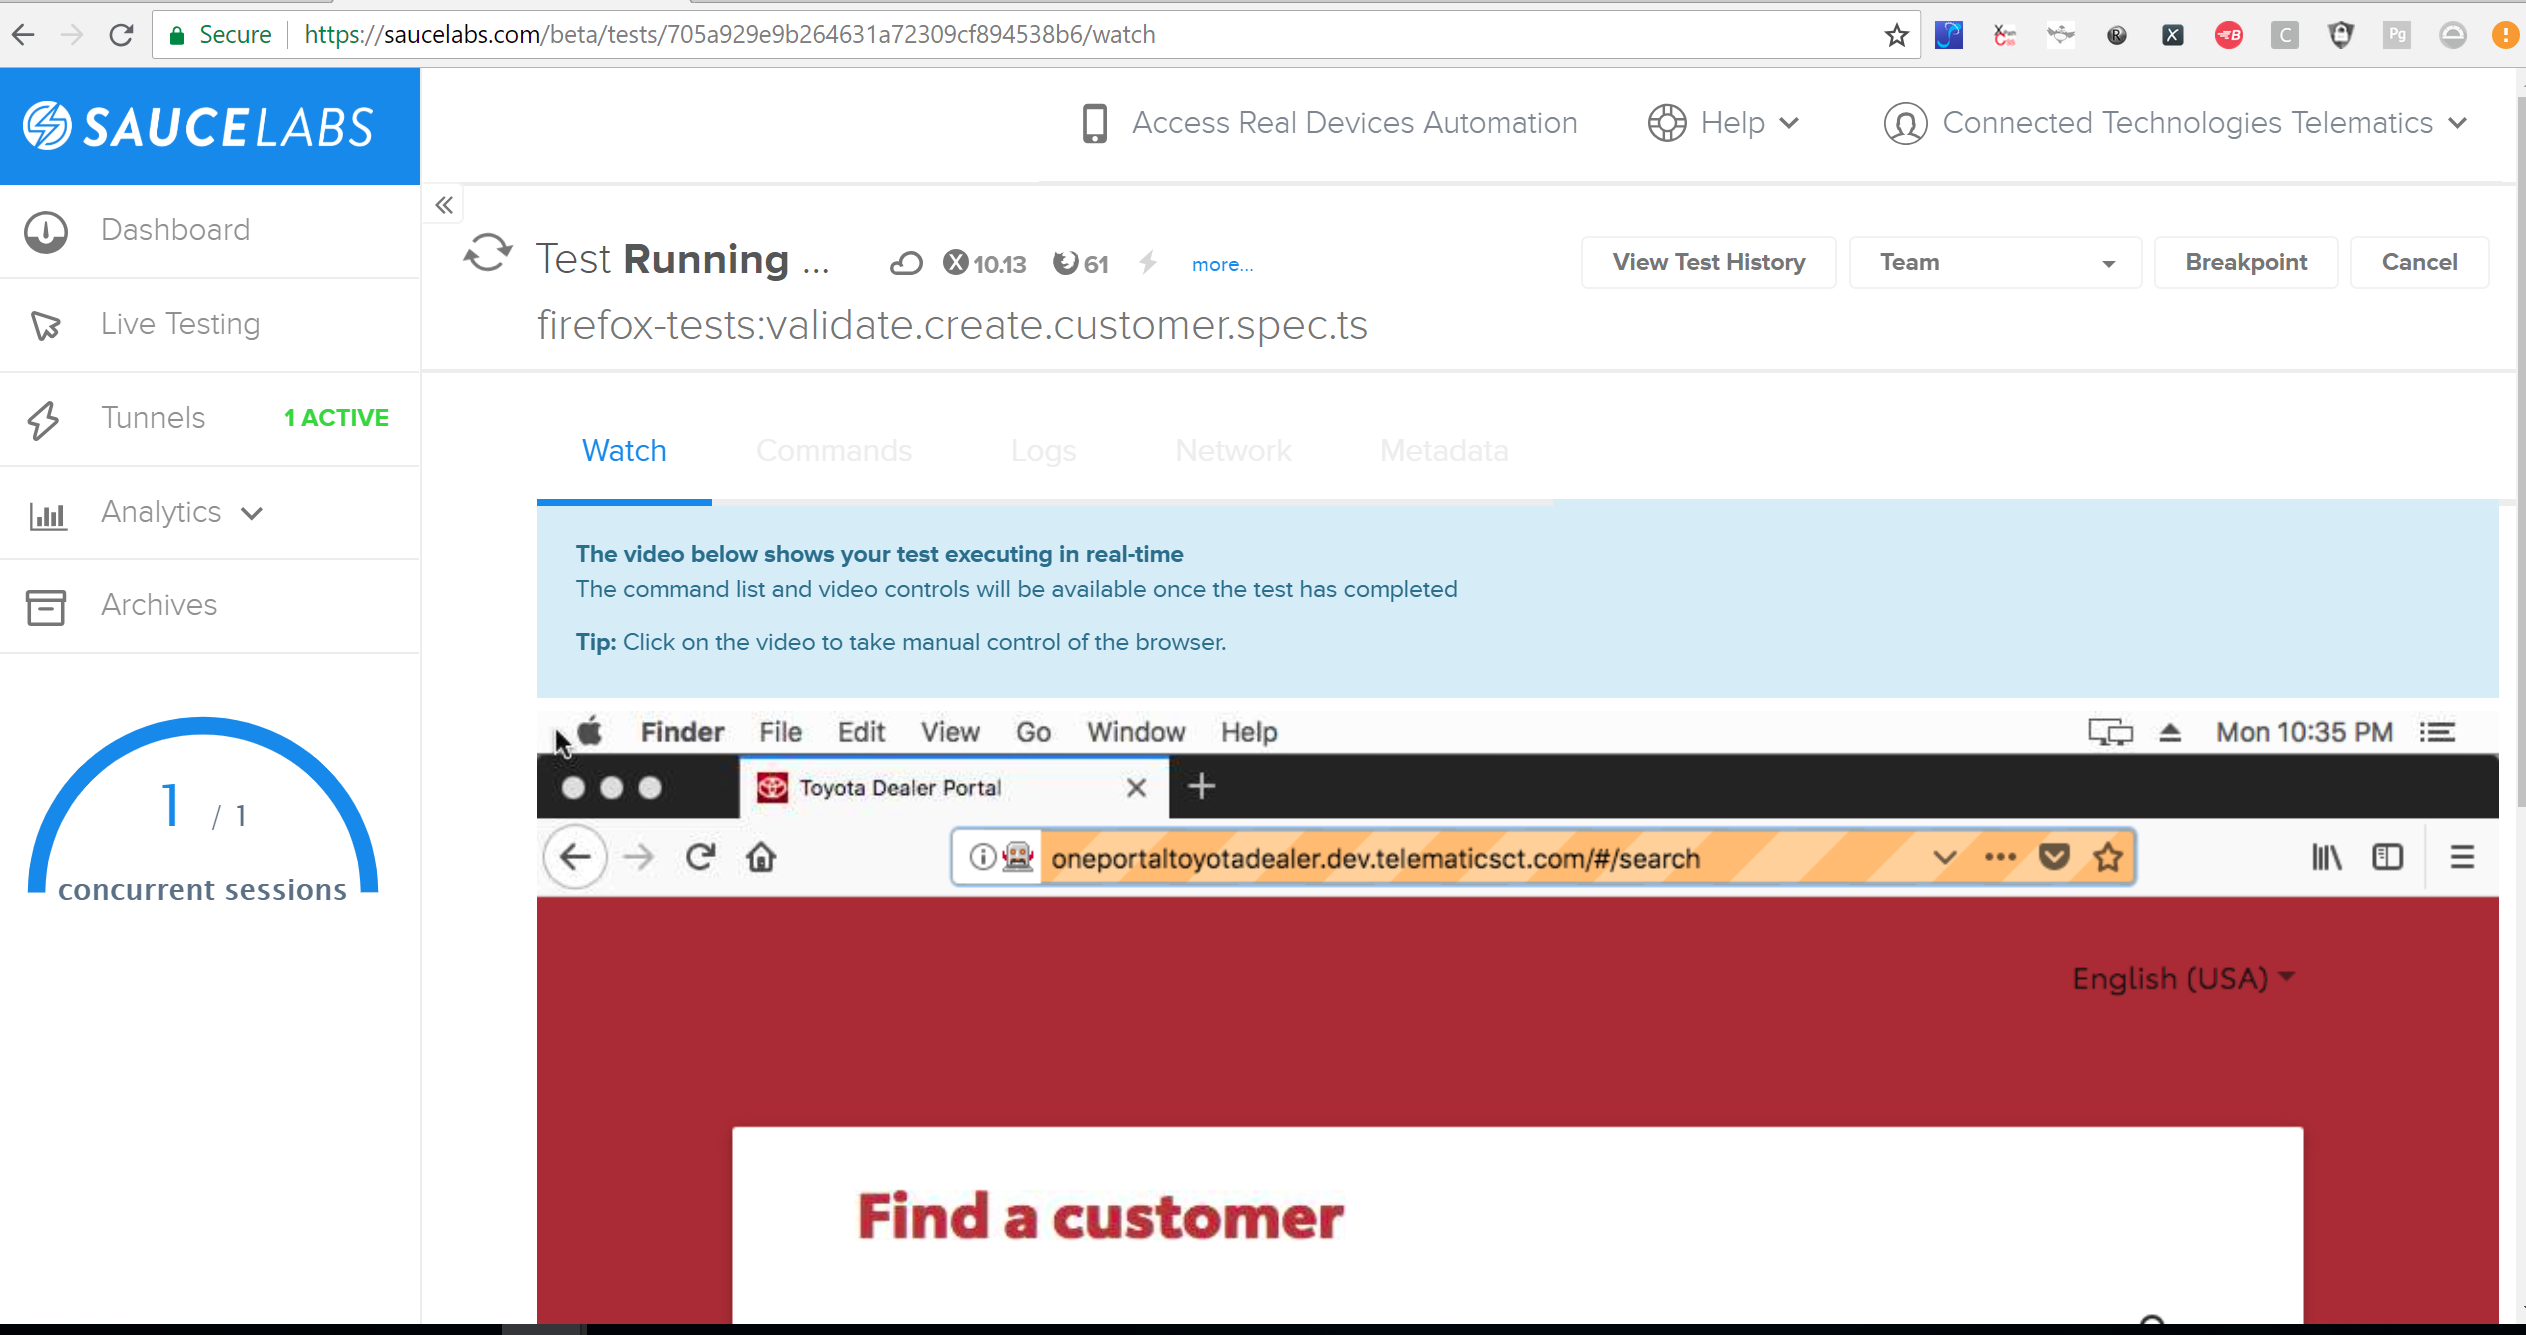 Secure https://saucelabs.com/beta/tests/705a929e9b264631a72309cf894538b6/watch
SAUCELABS
Access Real Devices Automation
Help
Connected Technologies Telematics
Dashboard
Live Testing
Tunnels 1 ACTIVE
Analytics
Archives
1 / 1
concurrent sessions
Test Running ... 10.13 61 more...
View Test History
Team
Breakpoint
Cancel
firefox-tests:validate.create.customer.spec.ts
Watch Commands Logs Network Metadata
The video below shows your test executing in real-time
The command list and video controls will be available once the test has completed
Tip: Click on the video to take manual control of the browser.
Finder File Edit View Go Window Help Mon 10:35 PM
Toyota Dealer Portal
oneportaltoyotadealer.dev.telematicsct.com/#/search
English (USA)
Find a customer